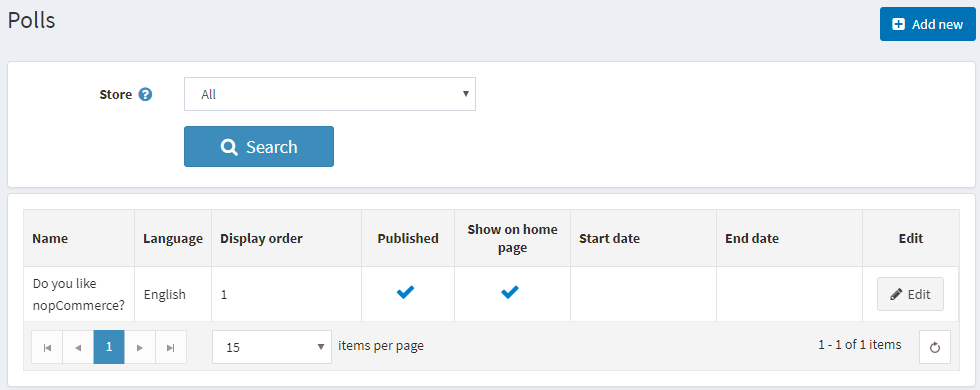 Polls
Add new
Store ?
All
Search
Name Language Display order Published Show on home page Start date End date Edit
Do you like
nopCommerce?
English 1 Edit
1 15 items per page 1 - 1 of 1 items